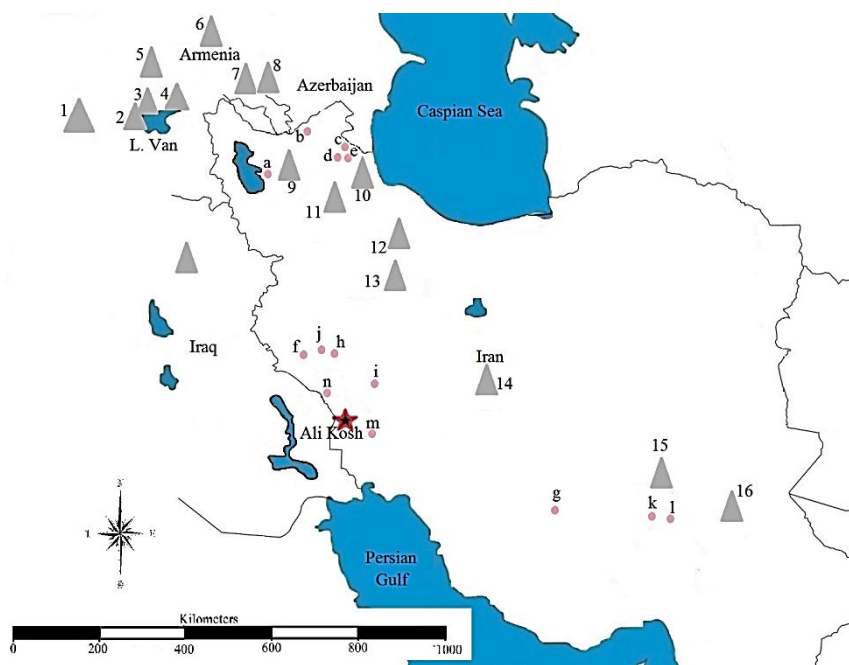 6
Armenia
5
7
8
Azerbaijan
3
4
1
2
L. Van
Caspian Sea
b
c
d
e
a
9
10
11
12
13
Iraq
f
j
h
i
n
Iran
14
Ali Kosh
m
15
16
g
k
l
Persian
Gulf
Kilometers
0 200 400 600 800 1000